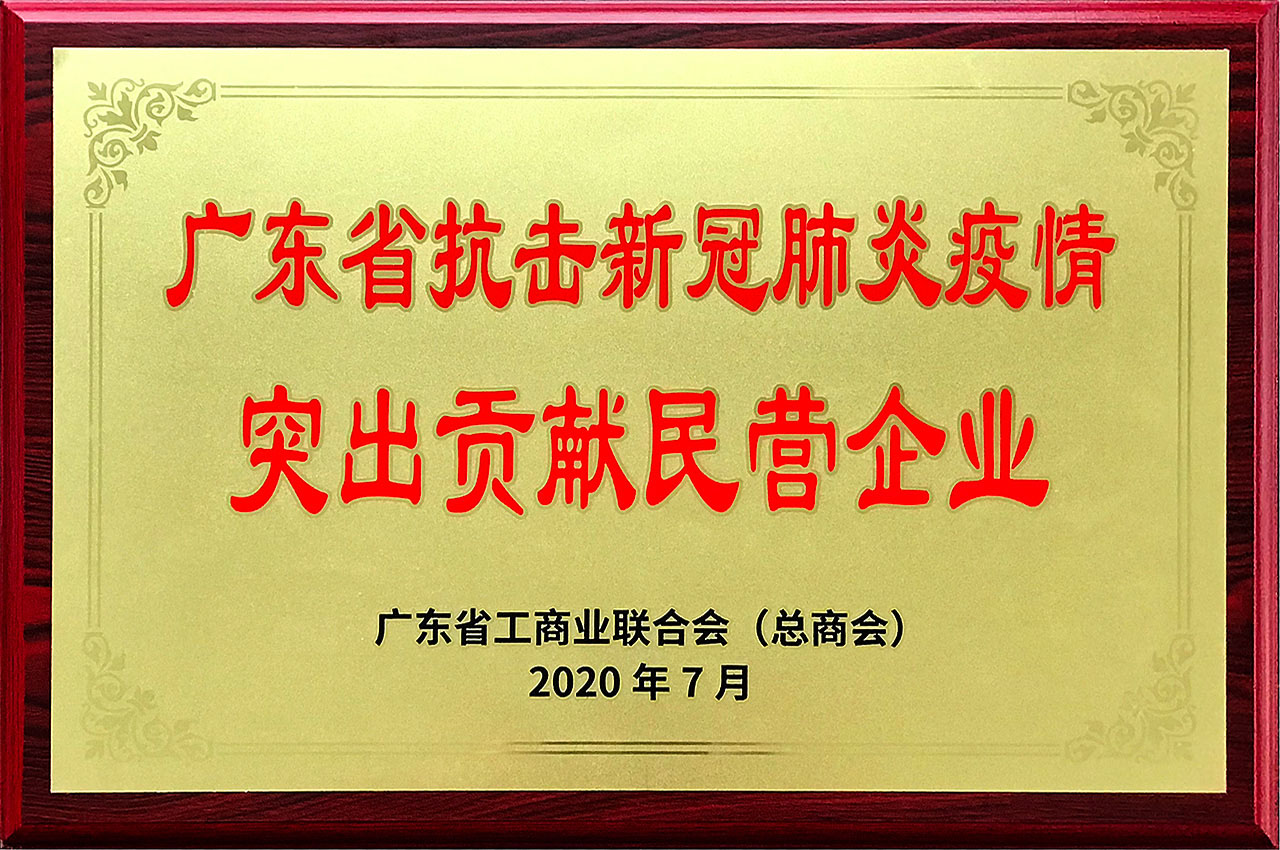 广东省抗击新冠肺炎疫情
突出贡献民营企业
广东省工商业联合会（总商会）
2020年7月